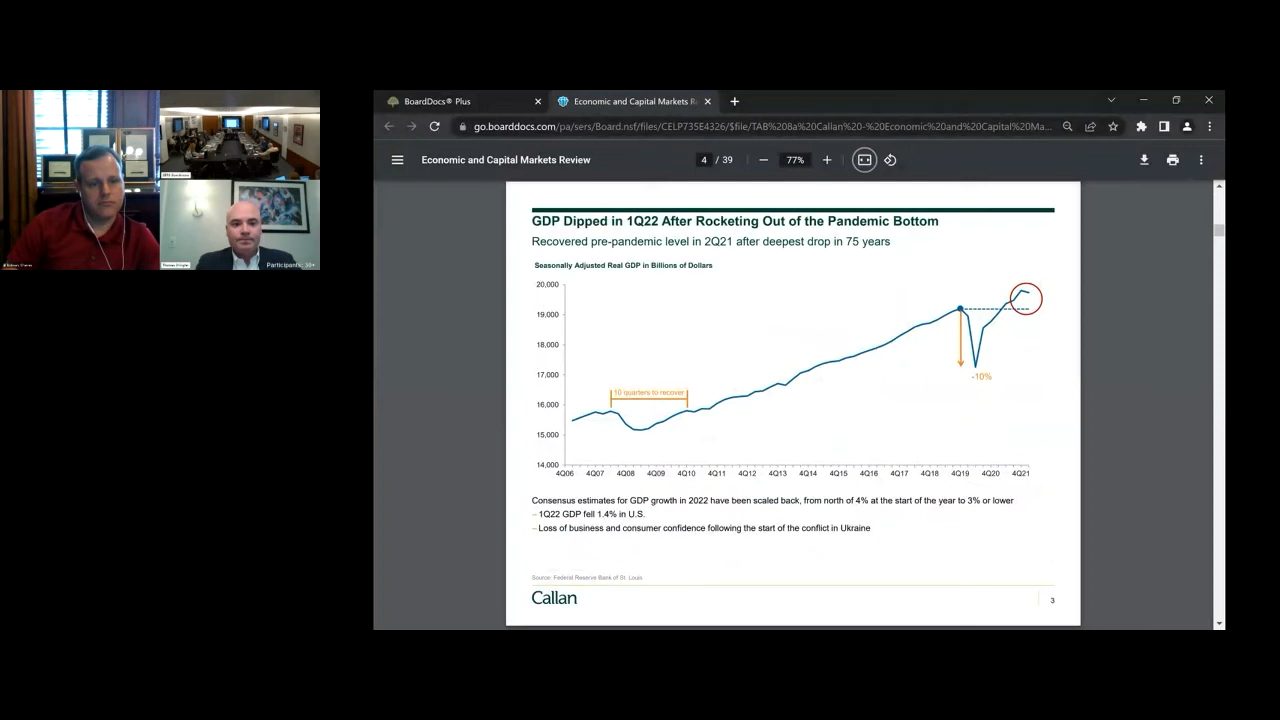 BoardDocs® Plus
Economic and Capital Markets R
go.boarddocs.com/pa/sers/Board.nsf/files/CELP735E4326/$file/TAB%208a%20Callan%20-%20Economic%20and%20Capital%20Ma...
Economic and Capital Markets Review
4 / 39
77%
Participants: 39+
GDP Dipped in 1Q22 After Rocketing Out of the Pandemic Bottom
Recovered pre-pandemic level in 2Q21 after deepest drop in 75 years
Seasonally Adjusted Real GDP in Billions of Dollars
20,000
19,000
18,000
17,000
16,000
15,000
14,000
10 quarters to recover
-10%
4Q06 4Q07 4Q08 4Q09 4Q10 4Q11 4Q12 4Q13 4Q14 4Q15 4Q16 4Q17 4Q18 4Q19 4Q20 4Q21
Consensus estimates for GDP growth in 2022 have been scaled back, from north of 4% at the start of the year to 3% or lower
– 1Q22 GDP fell 1.4% in U.S.
– Loss of business and consumer confidence following the start of the conflict in Ukraine
Source: Federal Reserve Bank of St. Louis
Callan
3